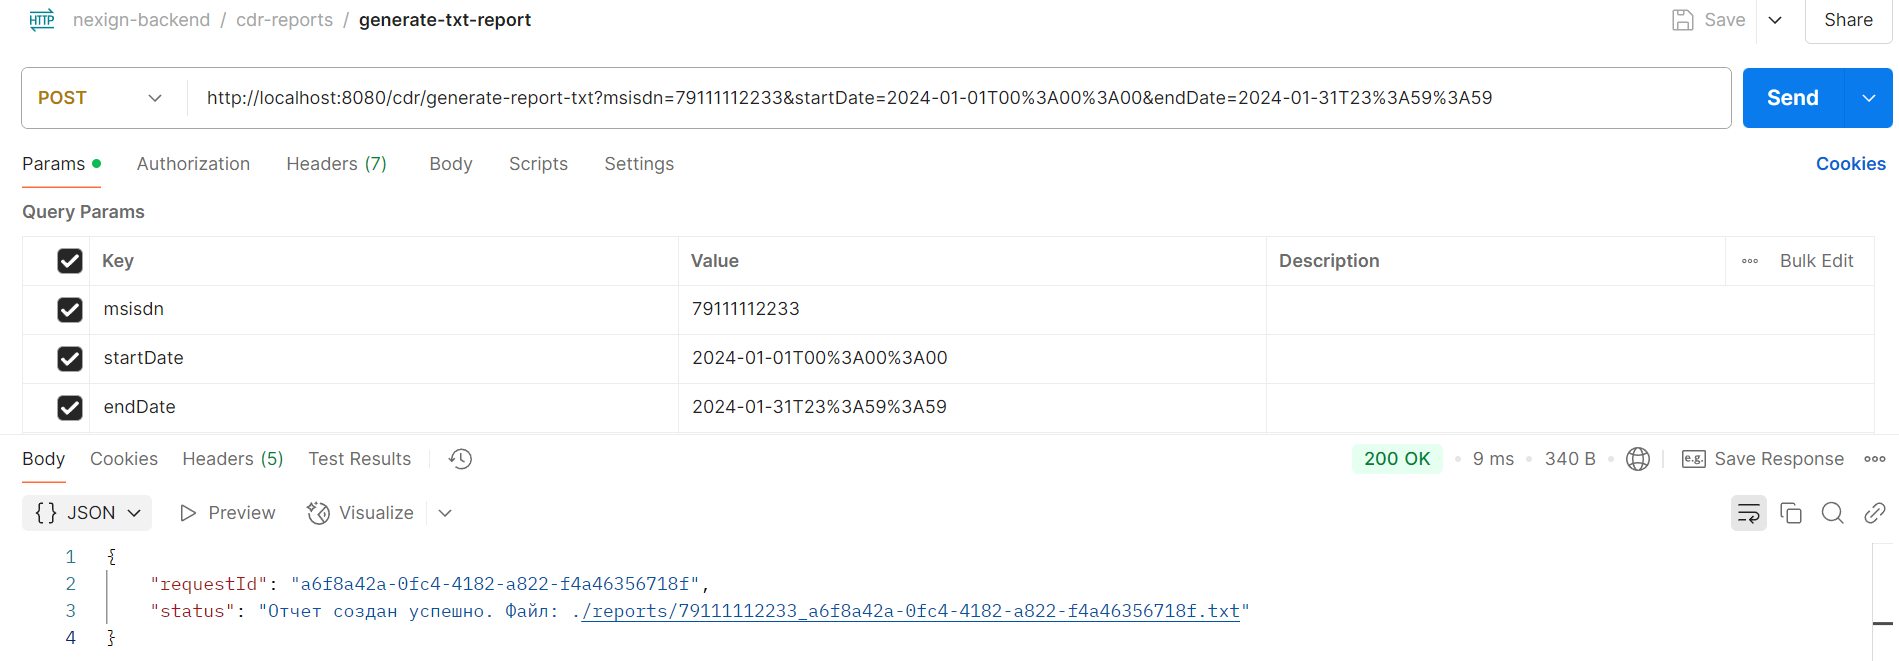 HTTP nexign-backend / cdr-reports / generate-txt-report Save Share
POST http://localhost:8080/cdr/generate-report-txt?msisdn=79111112233&startDate=2024-01-01T00%3A00%3A00&endDate=2024-01-31T23%3A59%3A59 Send
Params Authorization Headers (7) Body Scripts Settings Cookies
Query Params
Key Value Description Bulk Edit
msisdn 79111112233
startDate 2024-01-01T00%3A00%3A00
endDate 2024-01-31T23%3A59%3A59
Body Cookies Headers (5) Test Results 200 OK • 9 ms • 340 B • e.g. Save Response
{} JSON Preview Visualize
1 {
2 "requestId": "a6f8a42a-0fc4-4182-a822-f4a46356718f",
3 "status": "Отчет создан успешно. Файл: ./reports/79111112233_a6f8a42a-0fc4-4182-a822-f4a46356718f.txt"
4 }